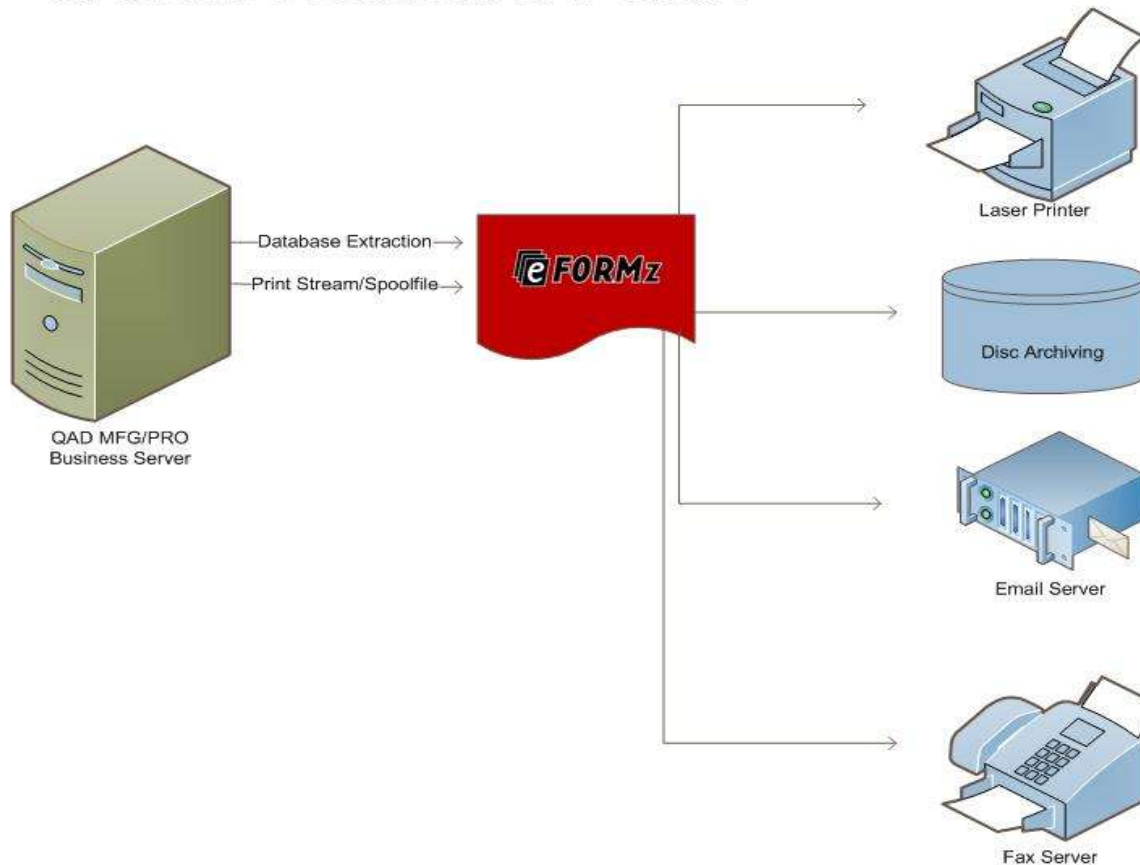 Laser Printer
Database Extraction
Print Stream/Spoolfile
eFORMz
Disc Archiving
QAD MFG/PRO
Business Server
Email Server
Fax Server